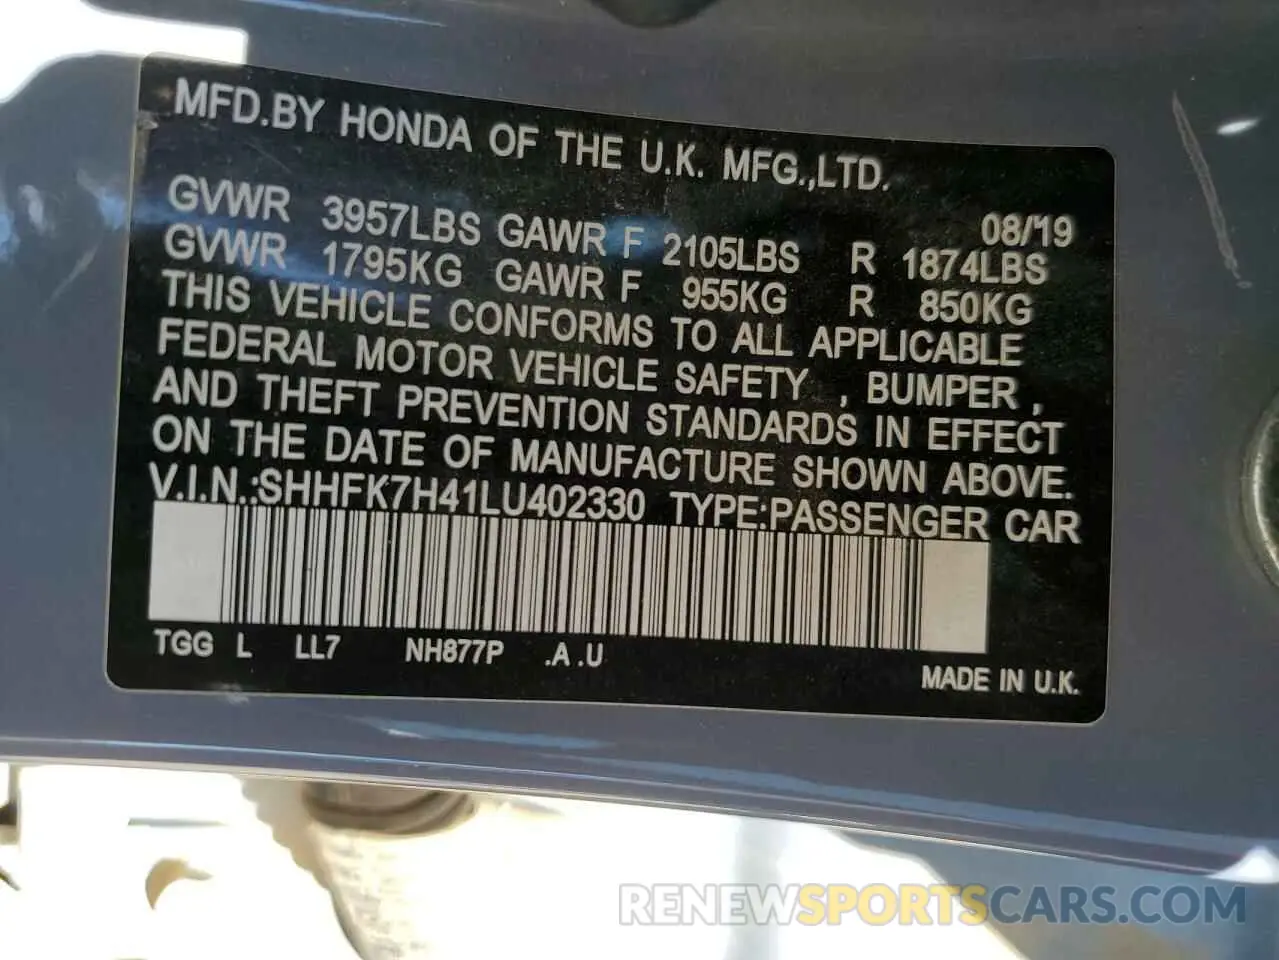 MFD.BY HONDA OF THE U.K. MFG.,LTD.
08/19
GVWR 3957LBS GAWR F 2105LBS R 1874LBS
GVWR 1795KG GAWR F 955KG R 850KG
THIS VEHICLE CONFORMS TO ALL APPLICABLE
FEDERAL MOTOR VEHICLE SAFETY , BUMPER ,
AND THEFT PREVENTION STANDARDS IN EFFECT
ON THE DATE OF MANUFACTURE SHOWN ABOVE.
V.I.N.:SHHFK7H41LU402330 TYPE:PASSENGER CAR
TGG L LL7 NH877P .A .U
MADE IN U.K.
RENEWSPORTSCARS.COM